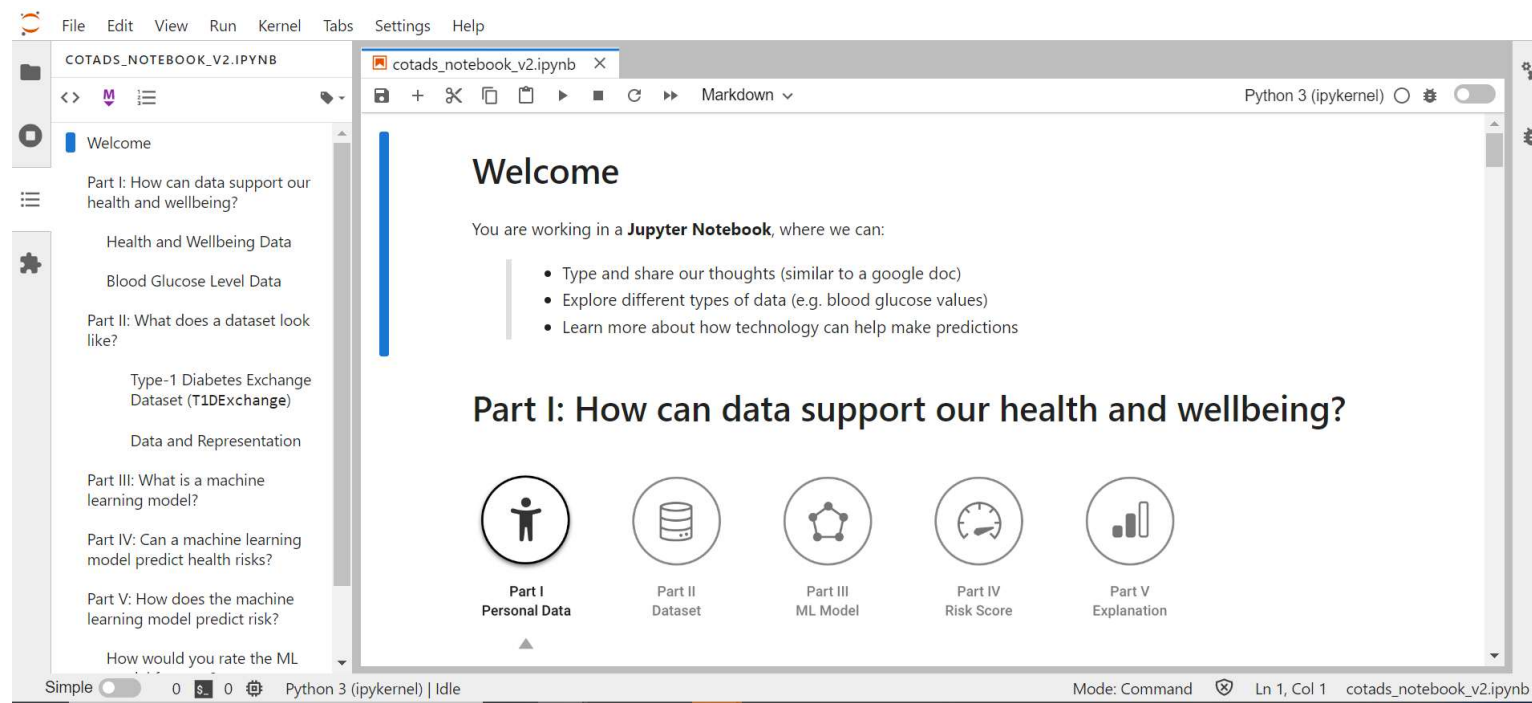 File Edit View Run Kernel Tabs Settings Help
COTADS_NOTEBOOK_V2.IPYNB
Welcome
Part I: How can data support our
health and wellbeing?
Health and Wellbeing Data
Blood Glucose Level Data
Part II: What does a dataset look
like?
Type-1 Diabetes Exchange
Dataset (T1DExchange)
Data and Representation
Part III: What is a machine
learning model?
Part IV: Can a machine learning
model predict health risks?
Part V: How does the machine
learning model predict risk?
How would you rate the ML
cotads_notebook_v2.ipynb
Markdown
Python 3 (ipykernel)
Welcome
You are working in a Jupyter Notebook, where we can:
• Type and share our thoughts (similar to a google doc)
• Explore different types of data (e.g. blood glucose values)
• Learn more about how technology can help make predictions
Part I: How can data support our health and wellbeing?
Part I
Personal Data
Part II
Dataset
Part III
ML Model
Part IV
Risk Score
Part V
Explanation
Simple 0 $_ 0 Python 3 (ipykernel) | Idle Mode: Command Ln 1, Col 1 cotads_notebook_v2.ipynb